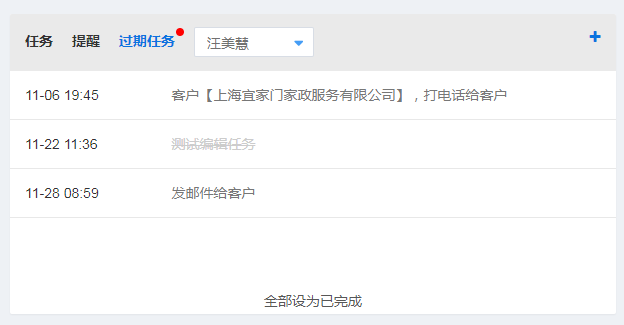 任务 提醒 过期任务 汪美慧 +
11-06 19:45 客户【上海宜家门家政服务有限公司】，打电话给客户
11-22 11:36 测试编辑任务
11-28 08:59 发邮件给客户
全部设为已完成